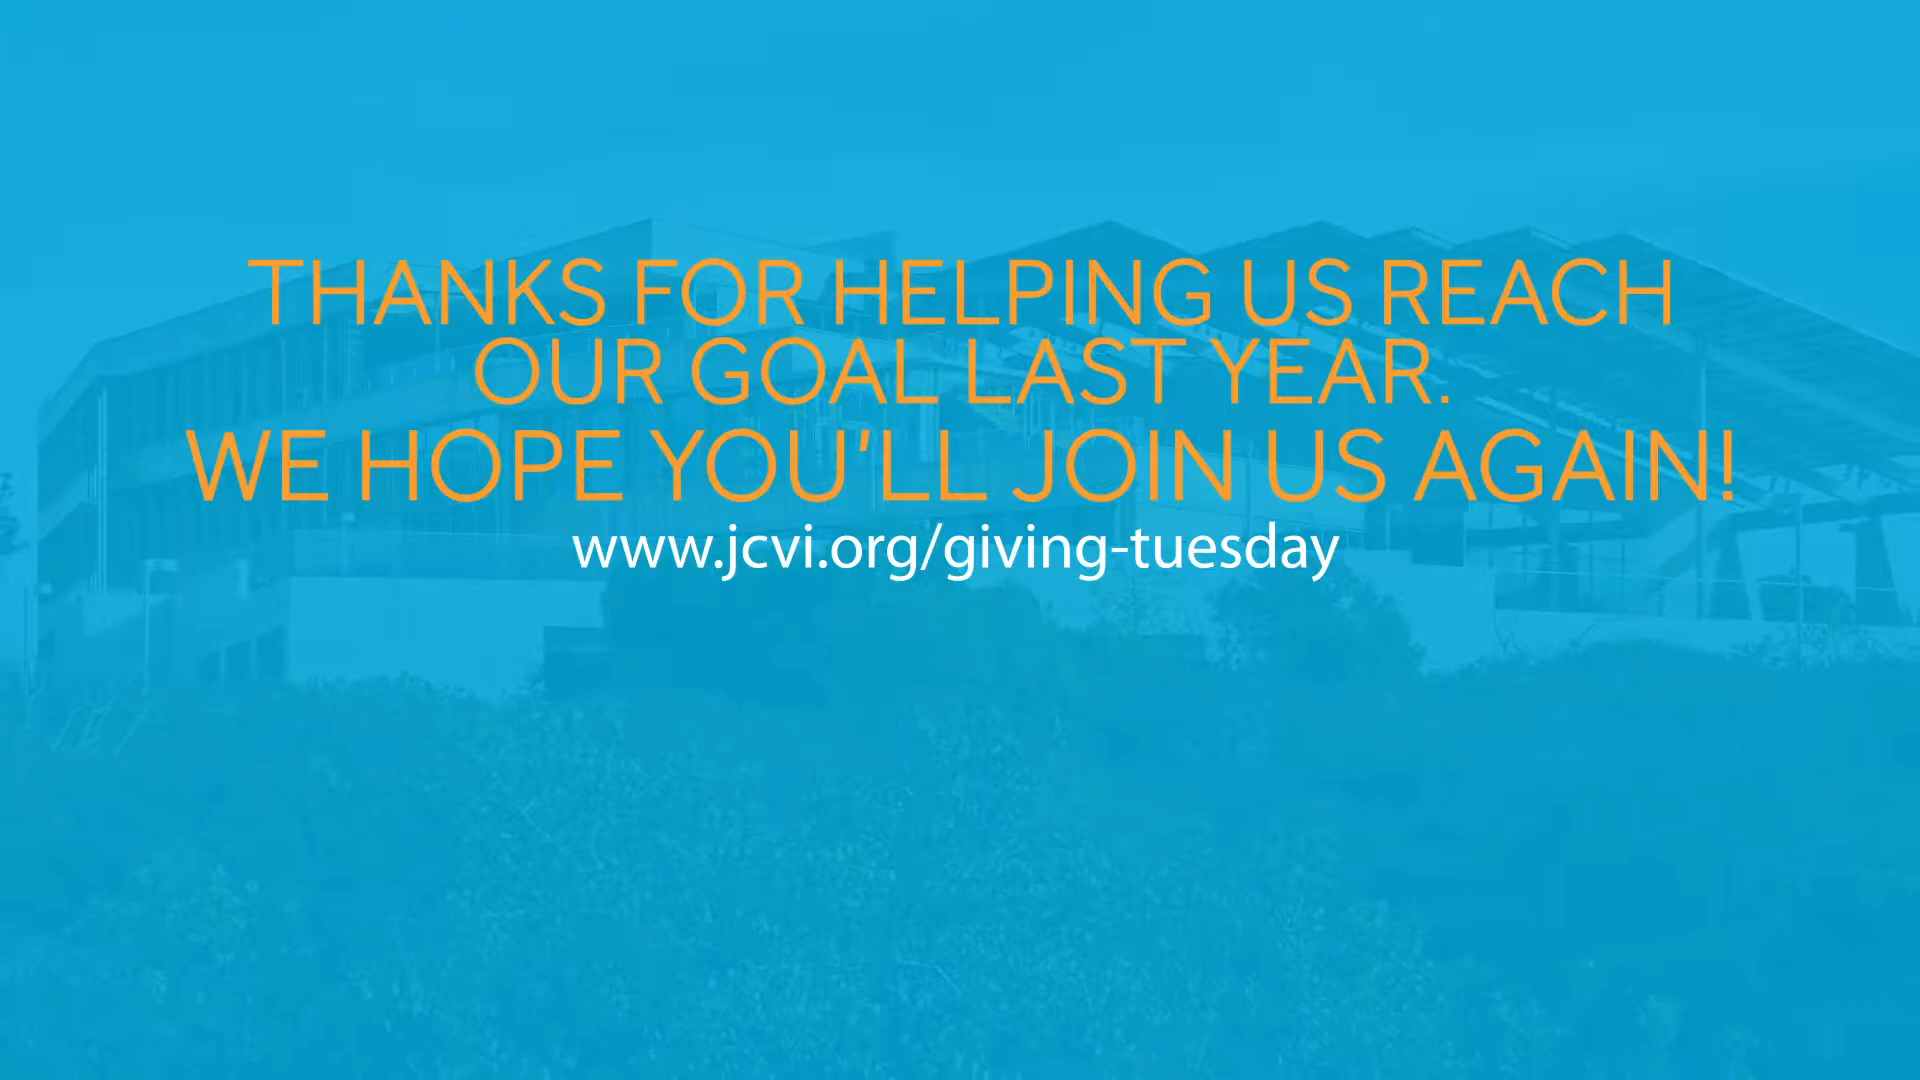 THANKS FOR HELPING US REACH
OUR GOAL LAST YEAR.
WE HOPE YOU'LL JOIN US AGAIN!
www.jcvi.org/giving-tuesday